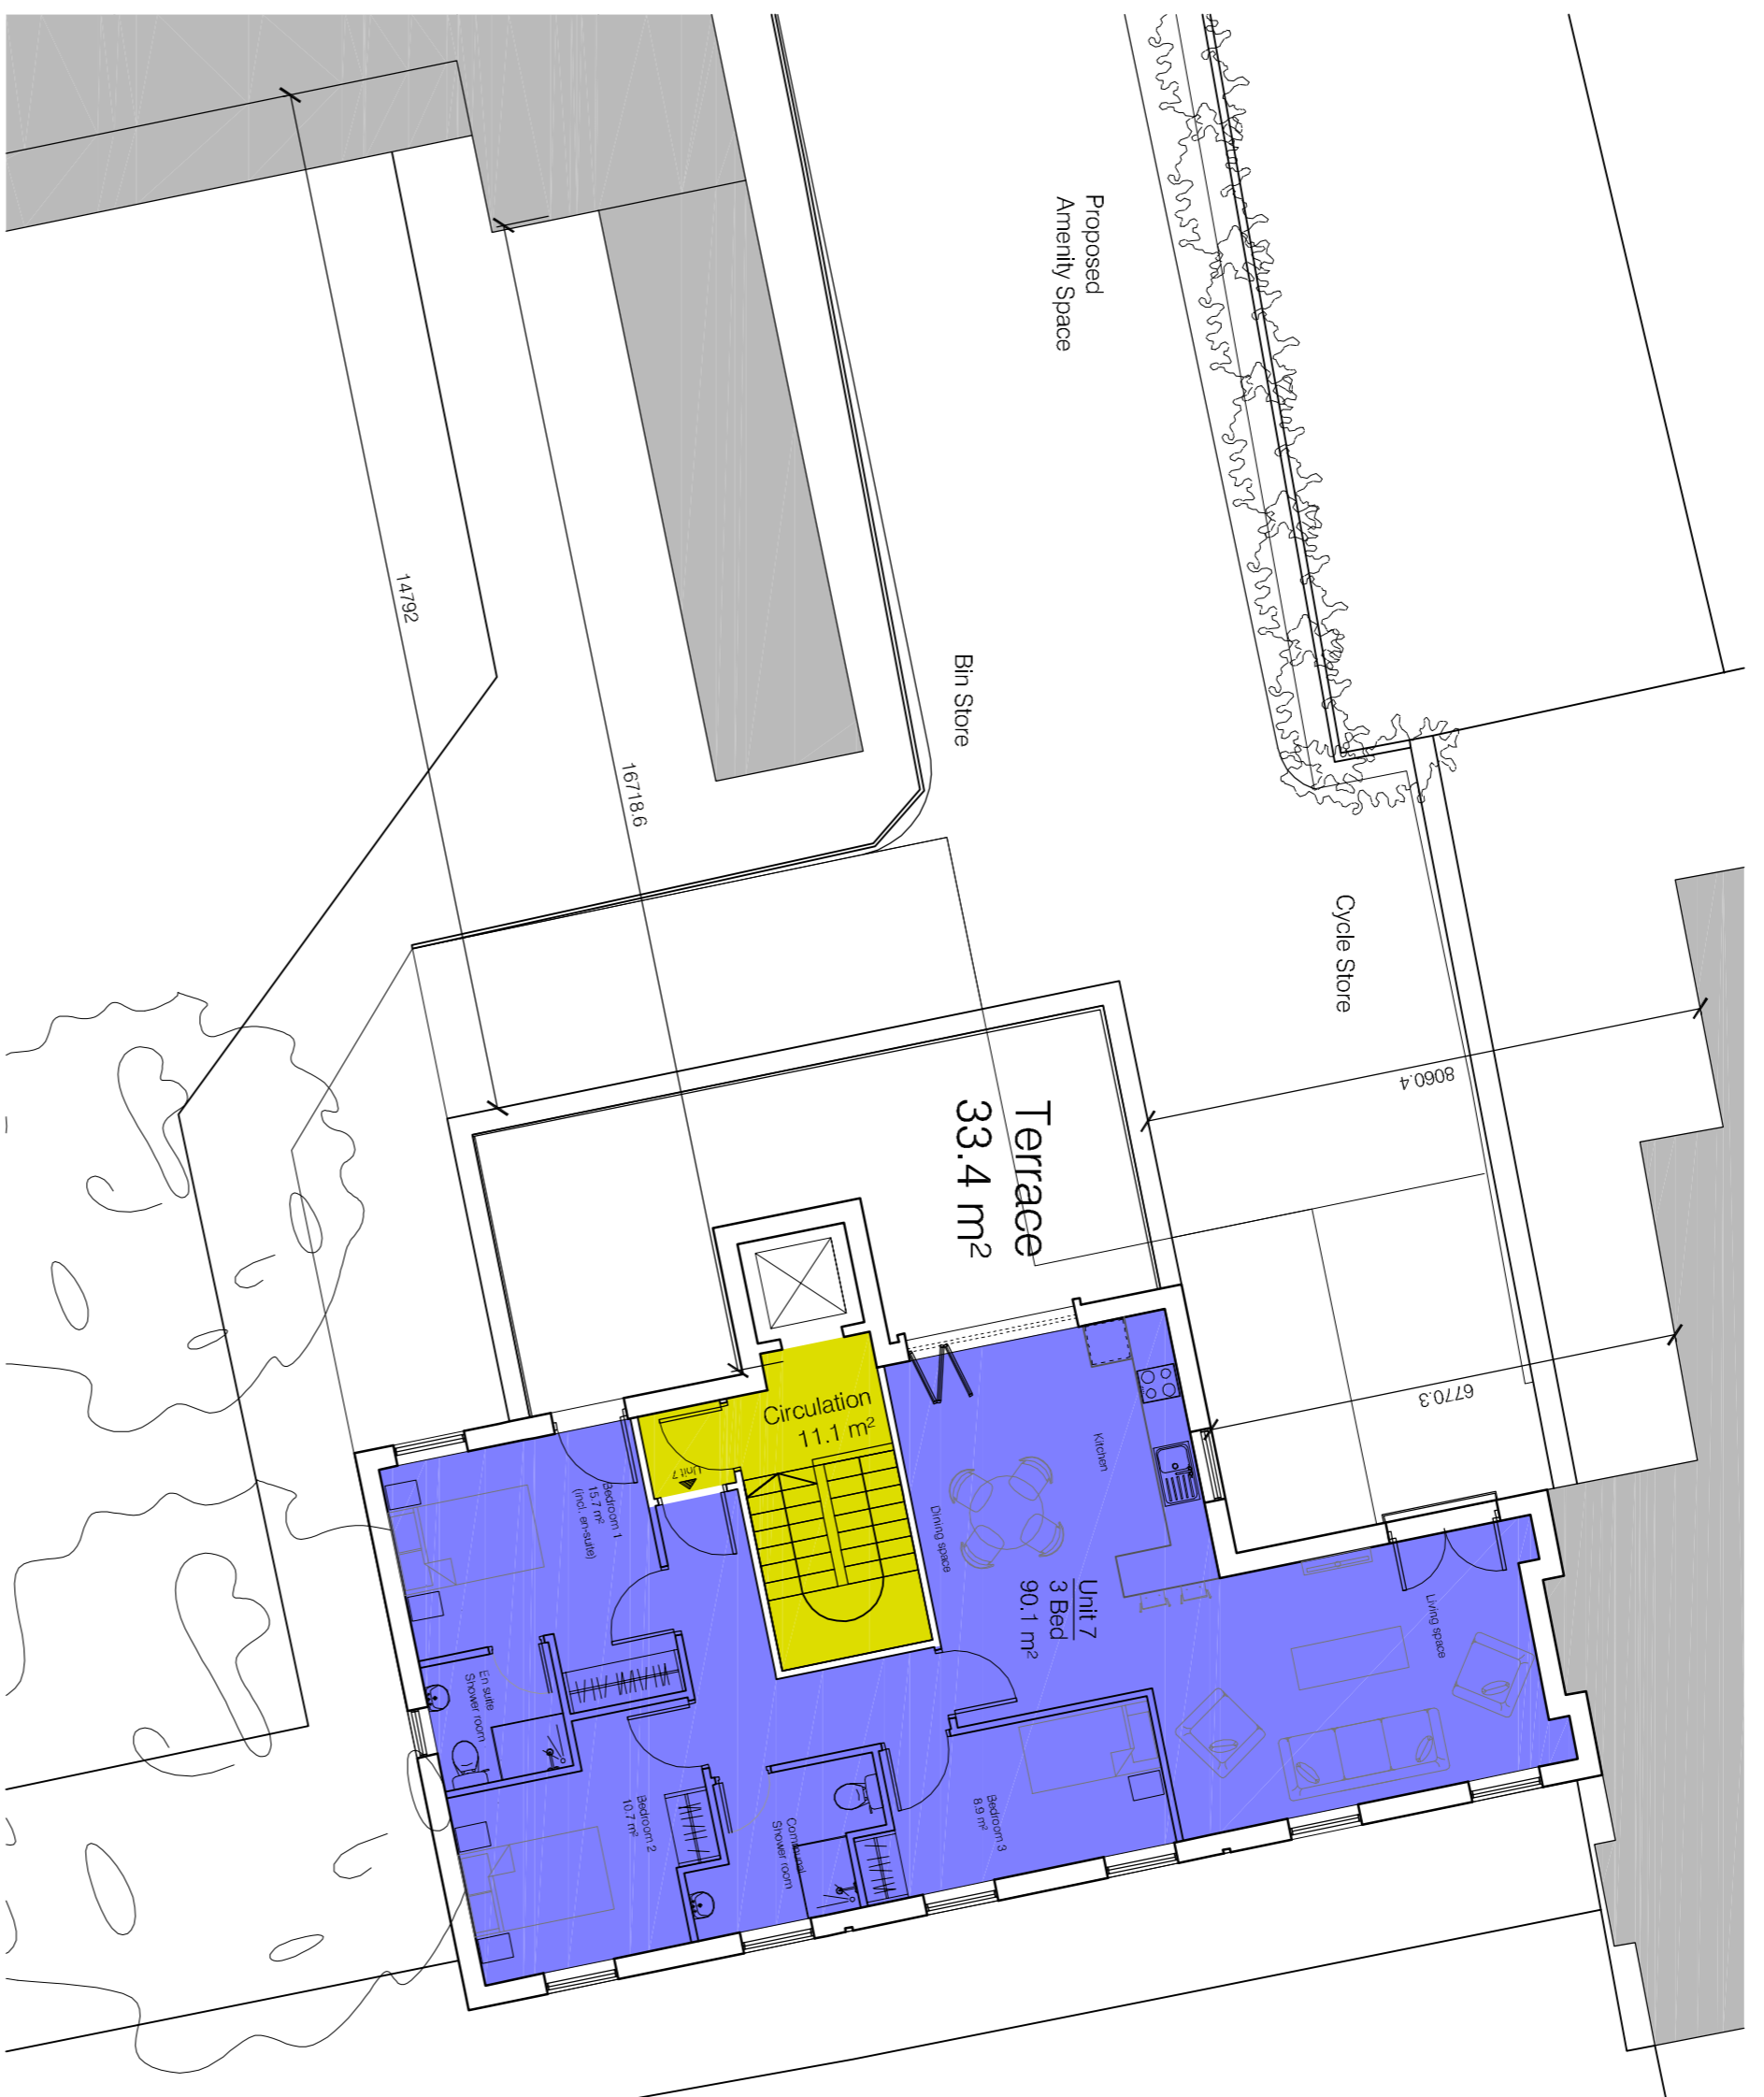 Proposed
Amenity Space
Bin Store
Cycle Store
14792
16718.6
8060.4
6770.3
Terrace
33.4 m²
Circulation
11.1 m²
Unit 7
Kitchen
Dining space
Unit 7
3 Bed
90.1 m²
Living space
Bedroom 1
15.7 m²
(incl. en-suite)
En suite
Shower room
Bedroom 2
10.7 m²
Communal
Shower room
Bedroom 3
8.9 m²